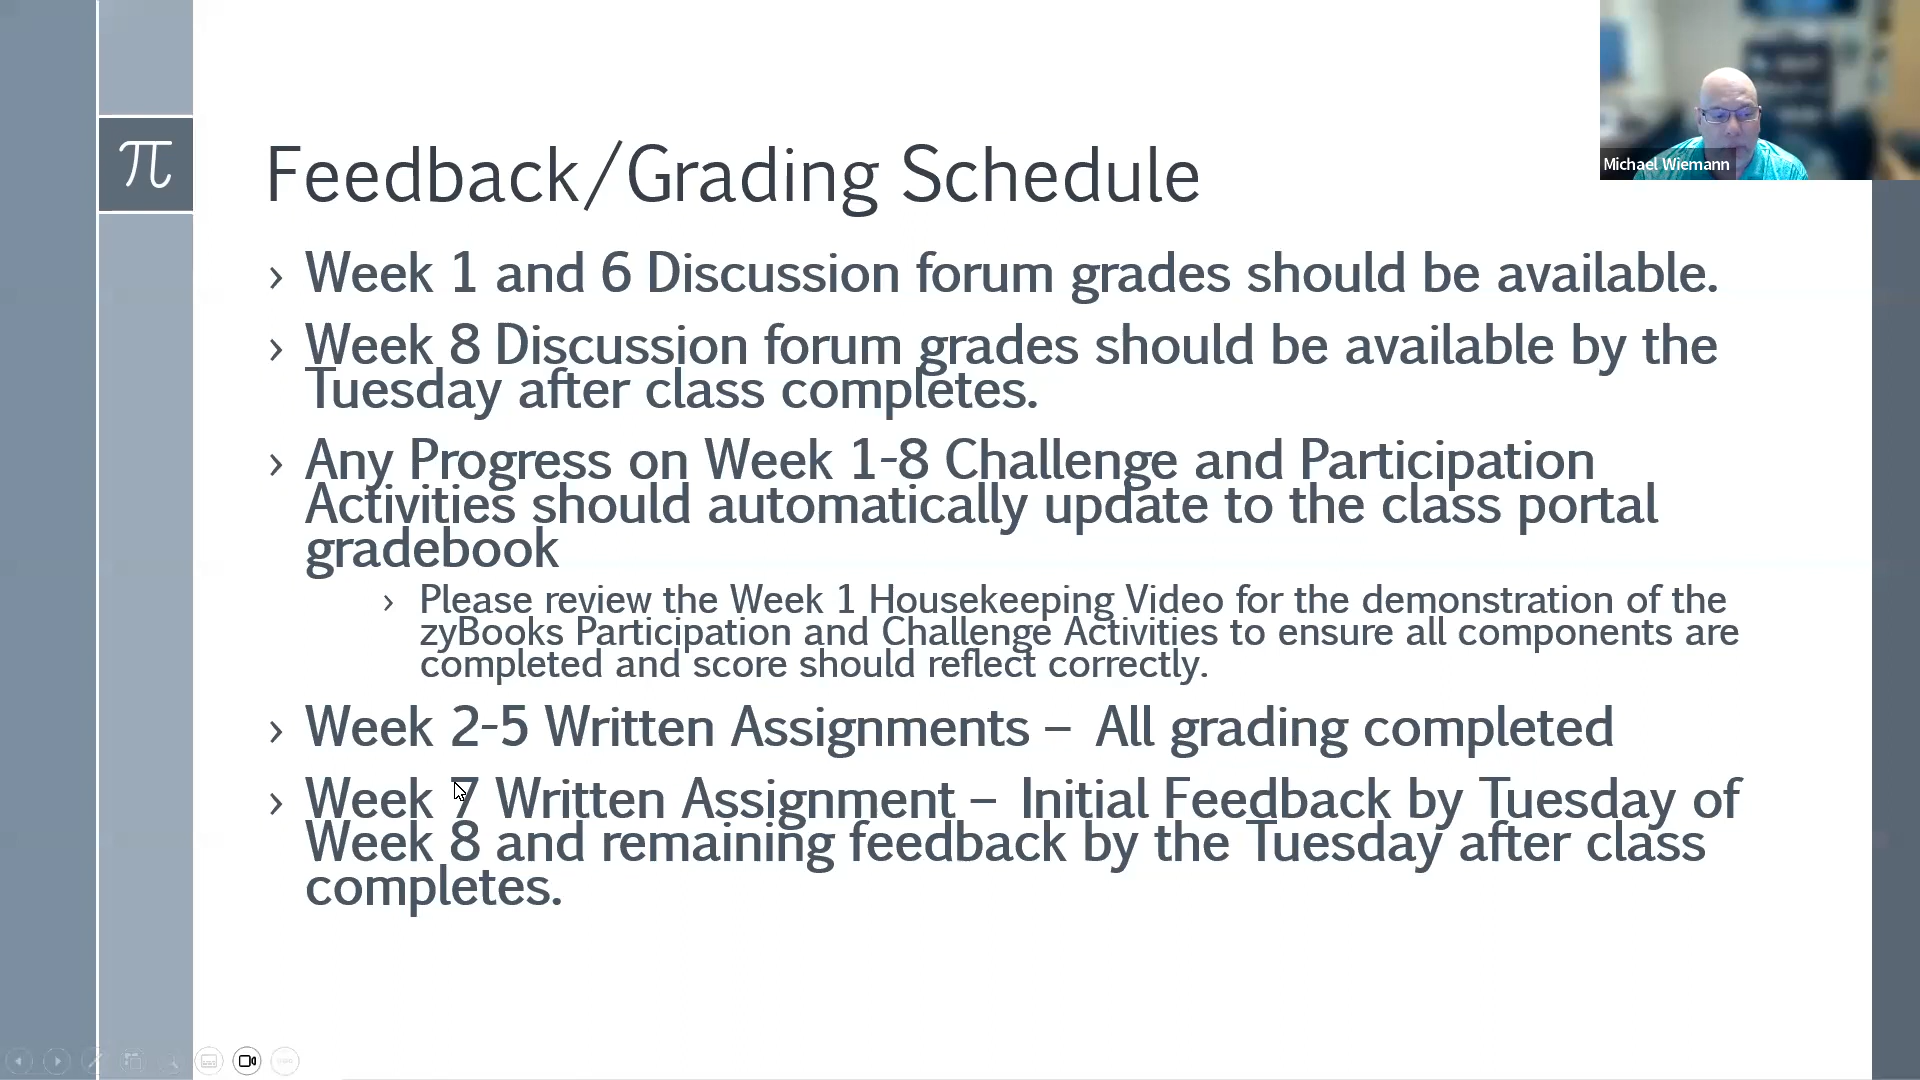 π
Michael Wiemann
Feedback/Grading Schedule
› Week 1 and 6 Discussion forum grades should be available.
› Week 8 Discussion forum grades should be available by the
Tuesday after class completes.
› Any Progress on Week 1-8 Challenge and Participation
Activities should automatically update to the class portal
gradebook
› Please review the Week 1 Housekeeping Video for the demonstration of the
zyBooks Participation and Challenge Activities to ensure all components are
completed and score should reflect correctly.
› Week 2-5 Written Assignments – All grading completed
› Week 7 Written Assignment – Initial Feedback by Tuesday of
Week 8 and remaining feedback by the Tuesday after class
completes.